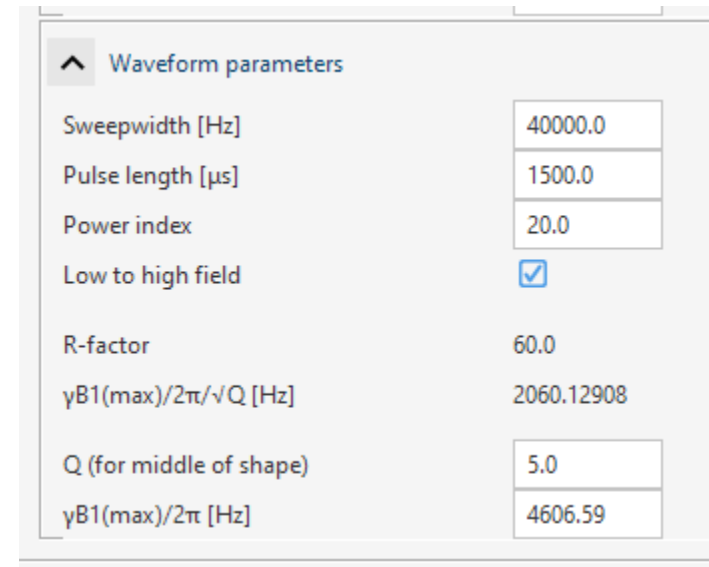 Waveform parameters
Sweepwidth [Hz] 40000.0
Pulse length [µs] 1500.0
Power index 20.0
Low to high field
R-factor 60.0
γB1(max)/2π/√Q [Hz] 2060.12908
Q (for middle of shape) 5.0
γB1(max)/2π [Hz] 4606.59